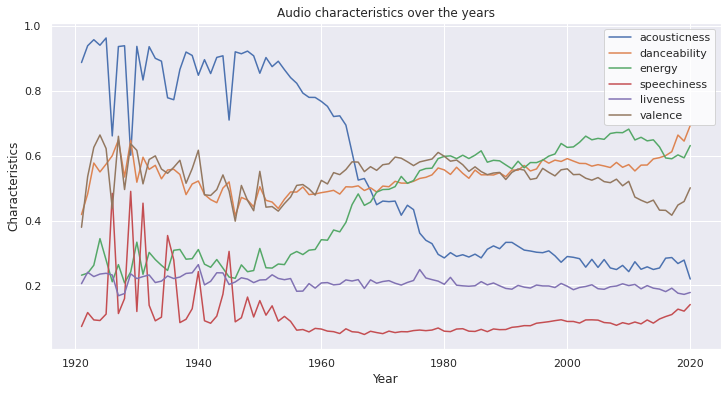 Audio characteristics over the years
1.0
0.8
0.6
0.4
0.2
Characteristics
acousticness
danceability
energy
speechiness
liveness
valence
1920
1940
1960
1980
2000
2020
Year